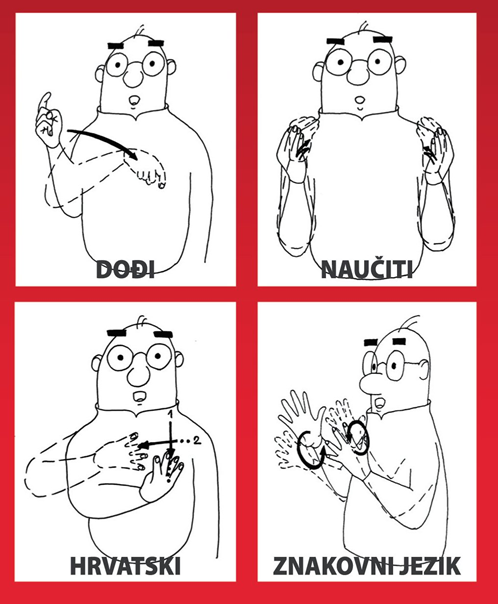 DOĐI
NAUČITI
1
2
HRVATSKI
ZNAKOVNI JEZIK